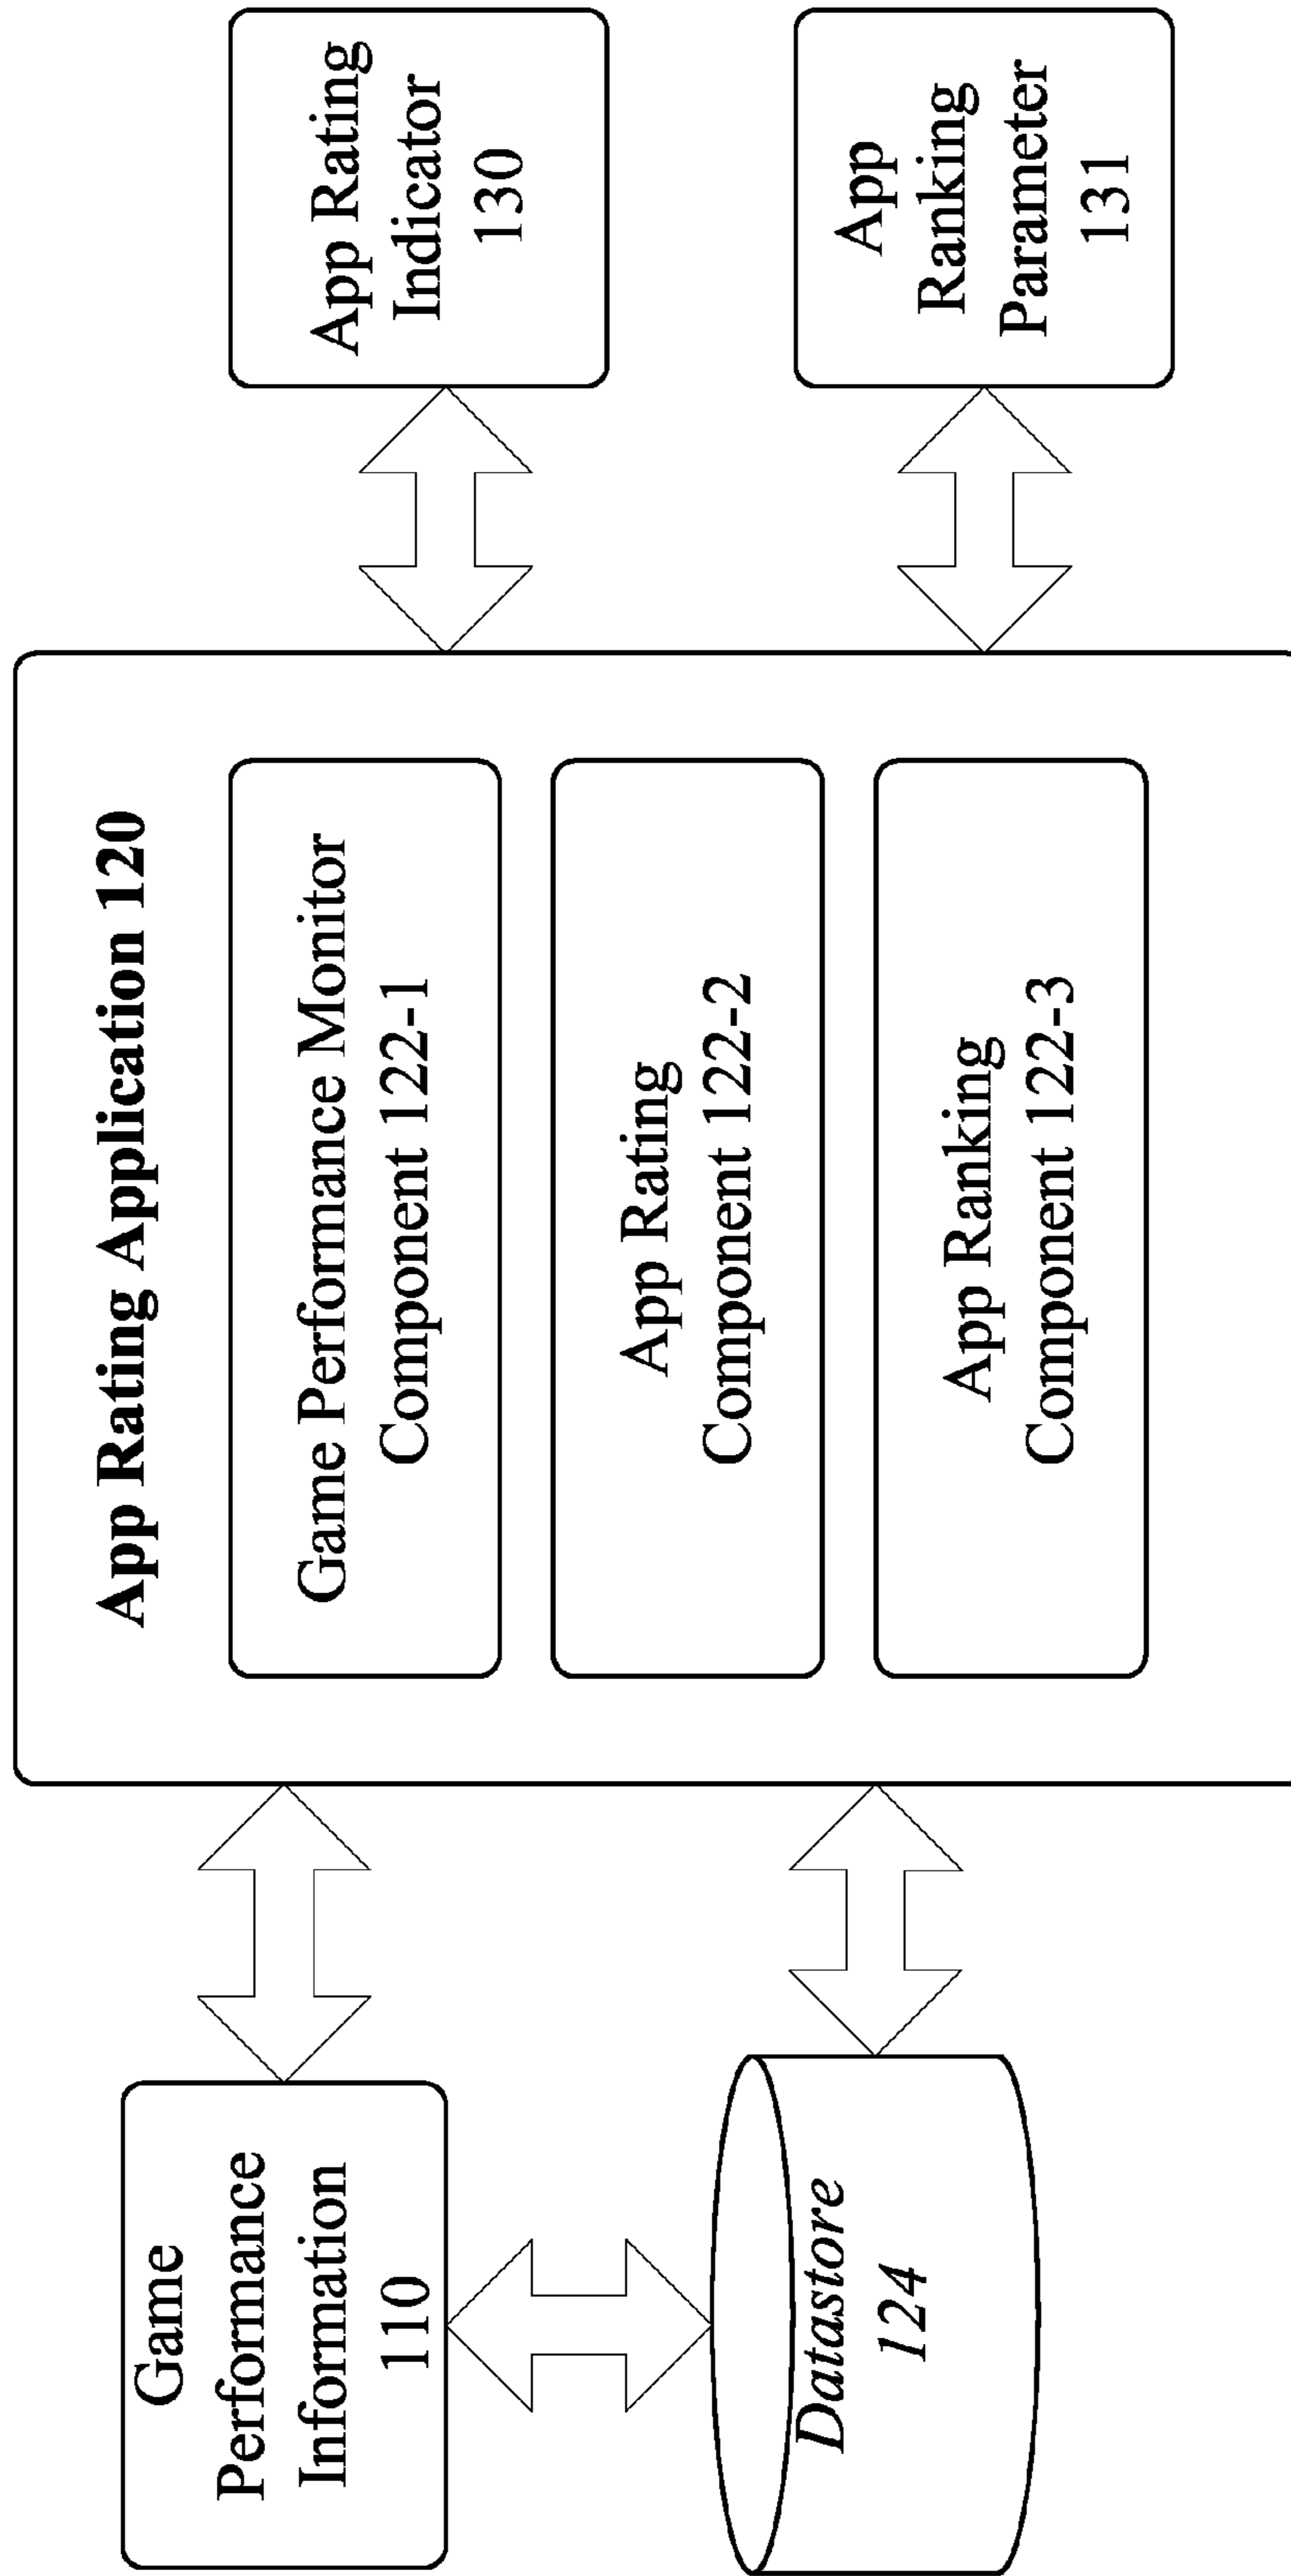 App Rating Application 120
Game
Performance
Information
110
Datastore
124
Game Performance Monitor
Component 122-1
App Rating
Component 122-2
App Ranking
Component 122-3
App Rating
Indicator
130
App
Ranking
Parameter
131